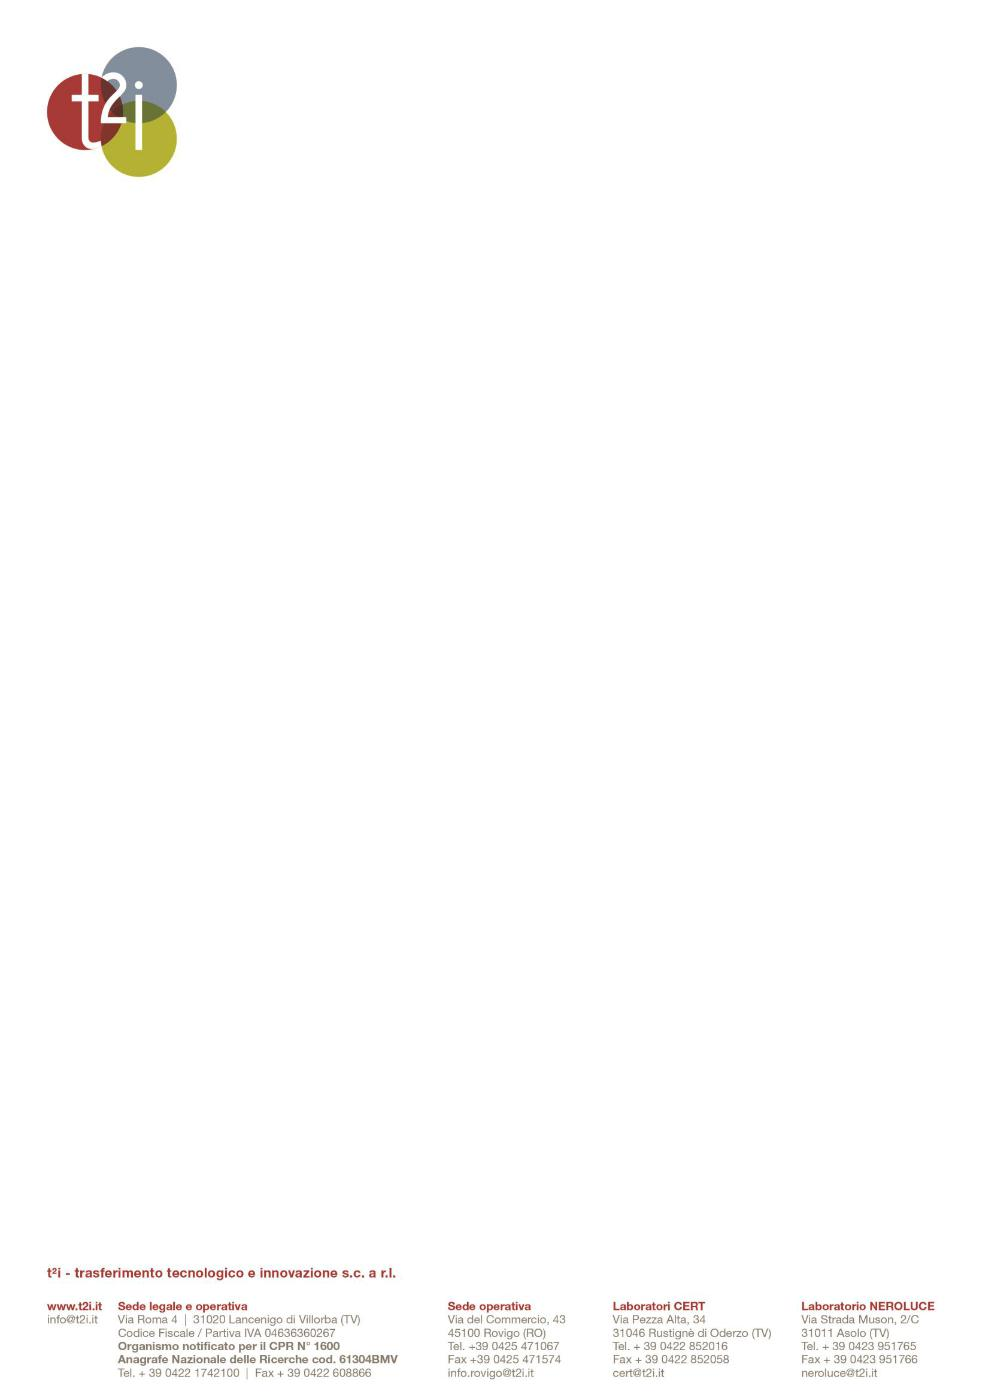 t²i
t²i - trasferimento tecnologico e innovazione s.c. a r.l.
www.t2i.it
info@t2i.it
Sede legale e operativa
Via Roma 4 | 31020 Lancenigo di Villorba (TV)
Codice Fiscale / Partiva IVA 04636360267
Organismo notificato per il CPR N° 1600
Anagrafe Nazionale delle Ricerche cod. 61304BMV
Tel. + 39 0422 1742100 | Fax + 39 0422 608866
Sede operativa
Via del Commercio, 43
45100 Rovigo (RO)
Tel. +39 0425 471067
Fax +39 0425 471574
info.rovigo@t2i.it
Laboratori CERT
Via Pezza Alta, 34
31046 Rustignè di Oderzo (TV)
Tel. + 39 0422 852016
Fax + 39 0422 852058
cert@t2i.it
Laboratorio NEROLUCE
Via Strada Muson, 2/C
31011 Asolo (TV)
Tel. + 39 0423 951765
Fax + 39 0423 951766
neroluce@t2i.it